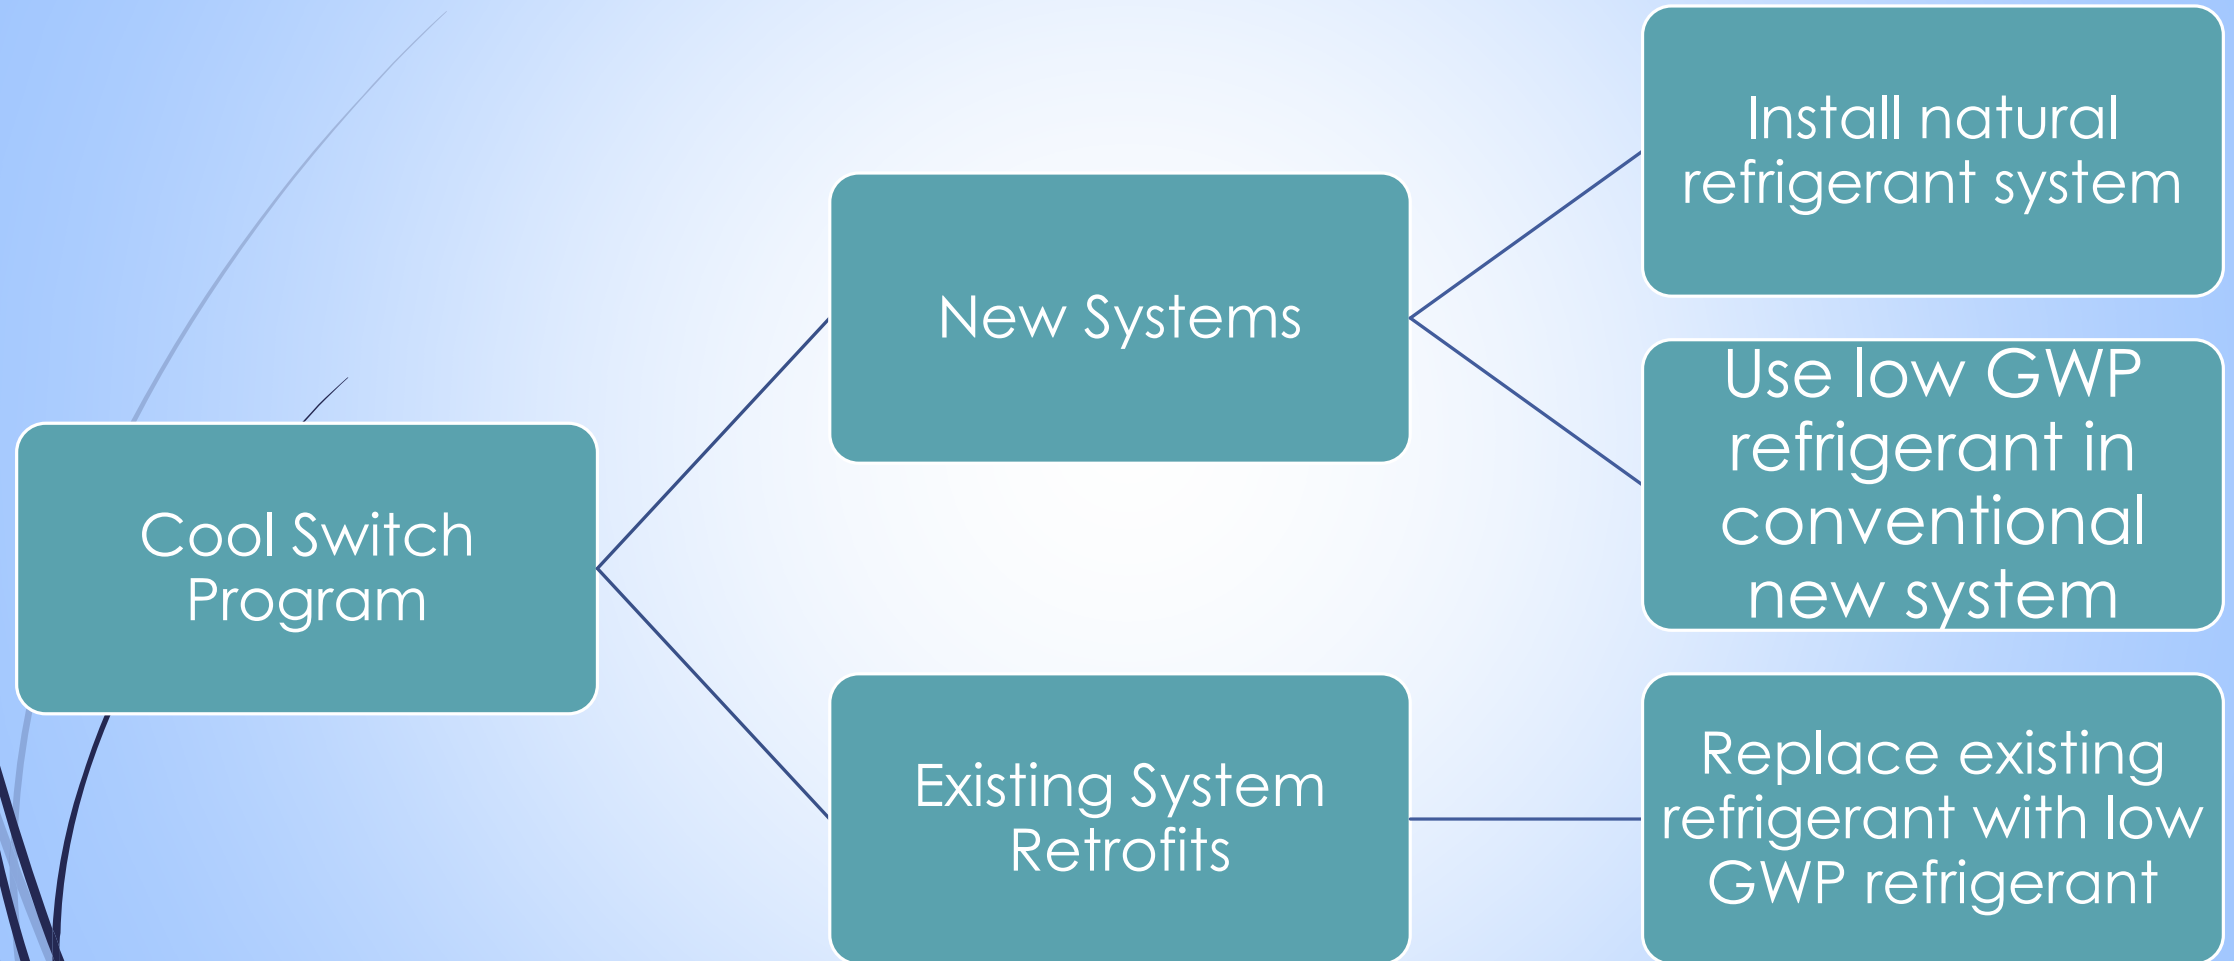 Cool Switch
Program
New Systems
Existing System
Retrofits
Install natural
refrigerant system
Use low GWP
refrigerant in
conventional
new system
Replace existing
refrigerant with low
GWP refrigerant